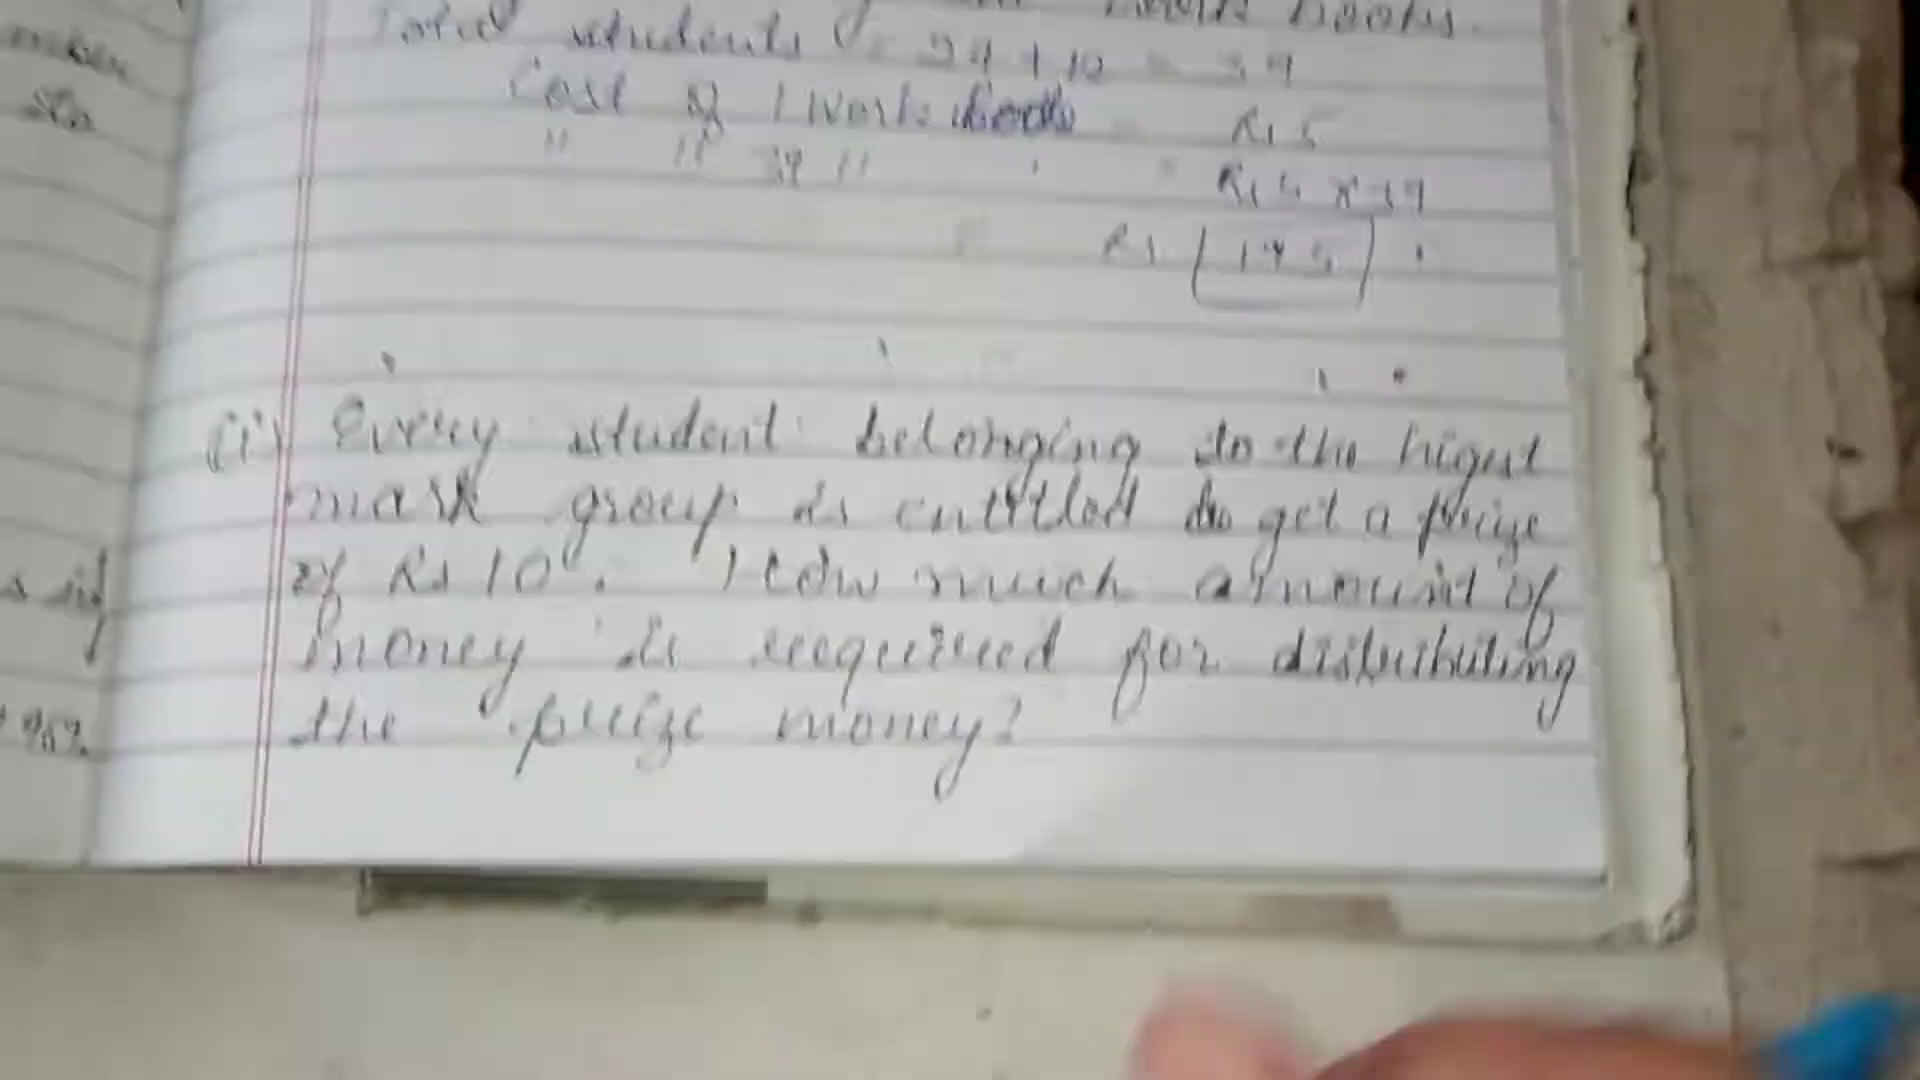 Total students = 29 + 10 = 39
Cost of 1 work book = Rs 5
" " 39 " = Rs 5 x 39
Rs 195
(i) Every student belonging to the higest
mark group is entitled to get a prize
of Rs 10. How much amount of
money is required for distributing
the prize money?